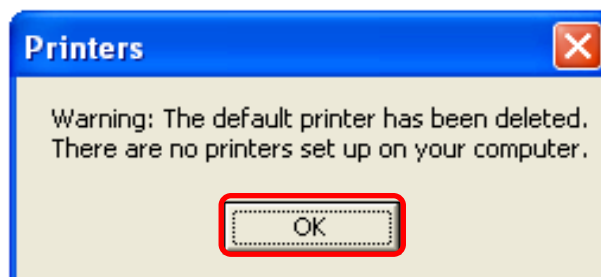 Printers
Warning: The default printer has been deleted.
There are no printers set up on your computer.
OK